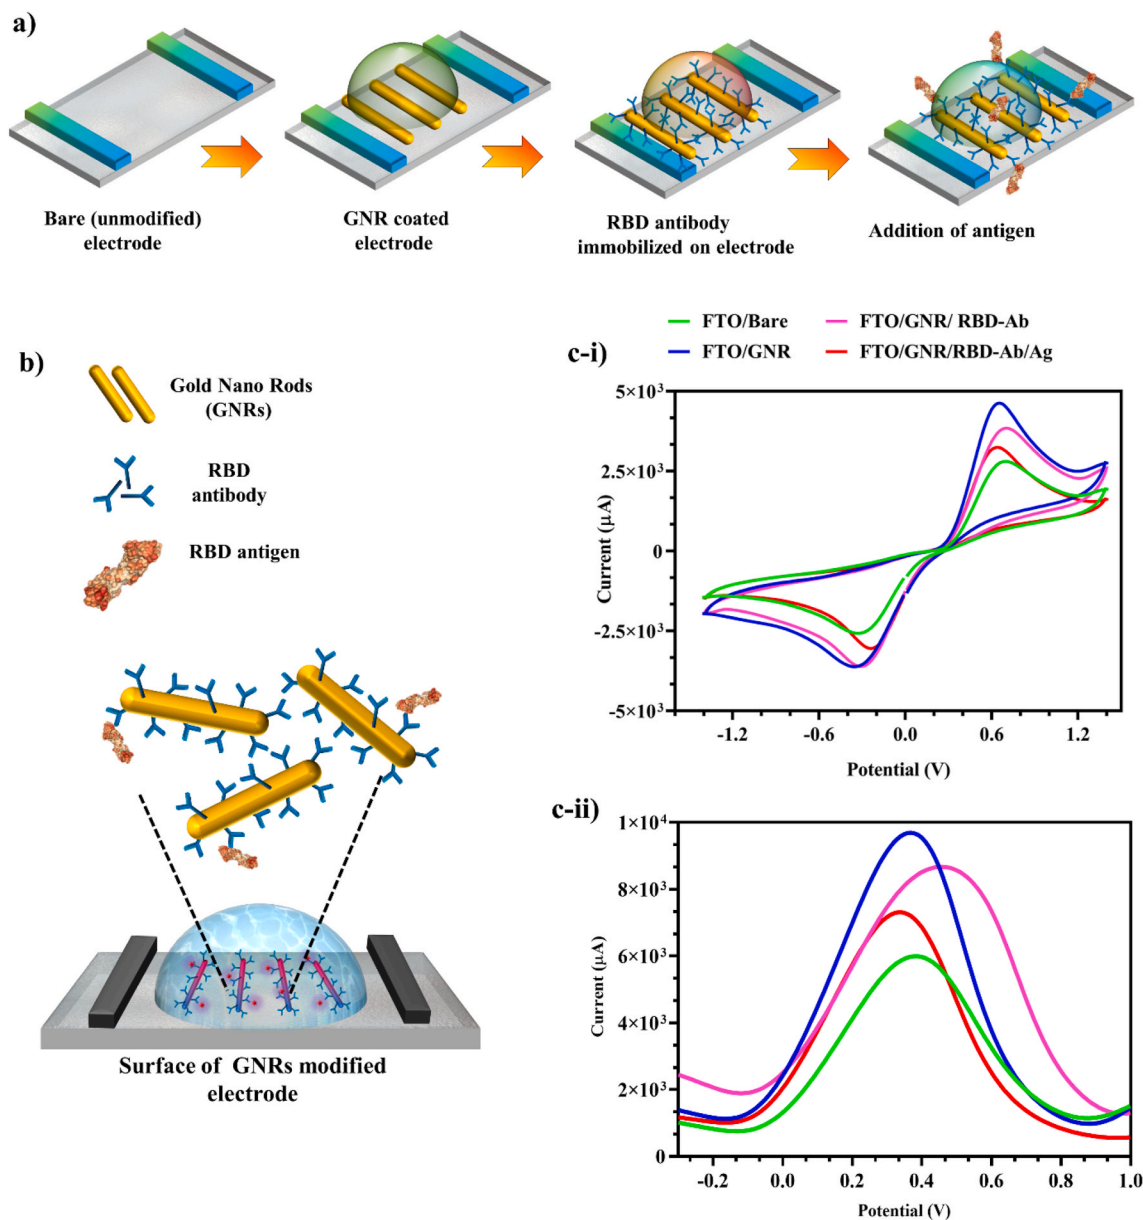 a)
Bare (unmodified)
electrode
GNR coated
electrode
RBD antibody
immobilized on electrode
Addition of antigen
b)
Gold Nano Rods
(GNRs)
RBD
antibody
RBD antigen
Surface of GNRs modified
electrode
FTO/Bare
FTO/GNR/ RBD-Ab
FTO/GNR
FTO/GNR/RBD-Ab/Ag
c-i)
5×10³
2.5×10³
0
-2.5×10³
-5×10³
Current (µA)
-1.2 -0.6 0.0 0.6 1.2
Potential (V)
c-ii)
1×10⁴
8×10³
6×10³
4×10³
2×10³
0
Current (µA)
-0.2 0.0 0.2 0.4 0.6 0.8 1.0
Potential (V)